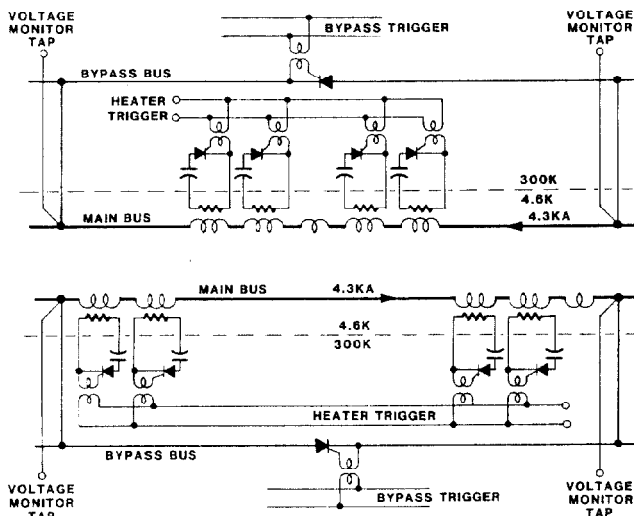 VOLTAGE
MONITOR
TAP
BYPASS TRIGGER
VOLTAGE
MONITOR
TAP
BYPASS BUS
HEATER
TRIGGER
300K
4.6K
MAIN BUS
4.3KA
MAIN BUS
4.3KA
4.6K
300K
HEATER TRIGGER
BYPASS BUS
VOLTAGE
MONITOR
TAP
BYPASS TRIGGER
VOLTAGE
MONITOR
TAP